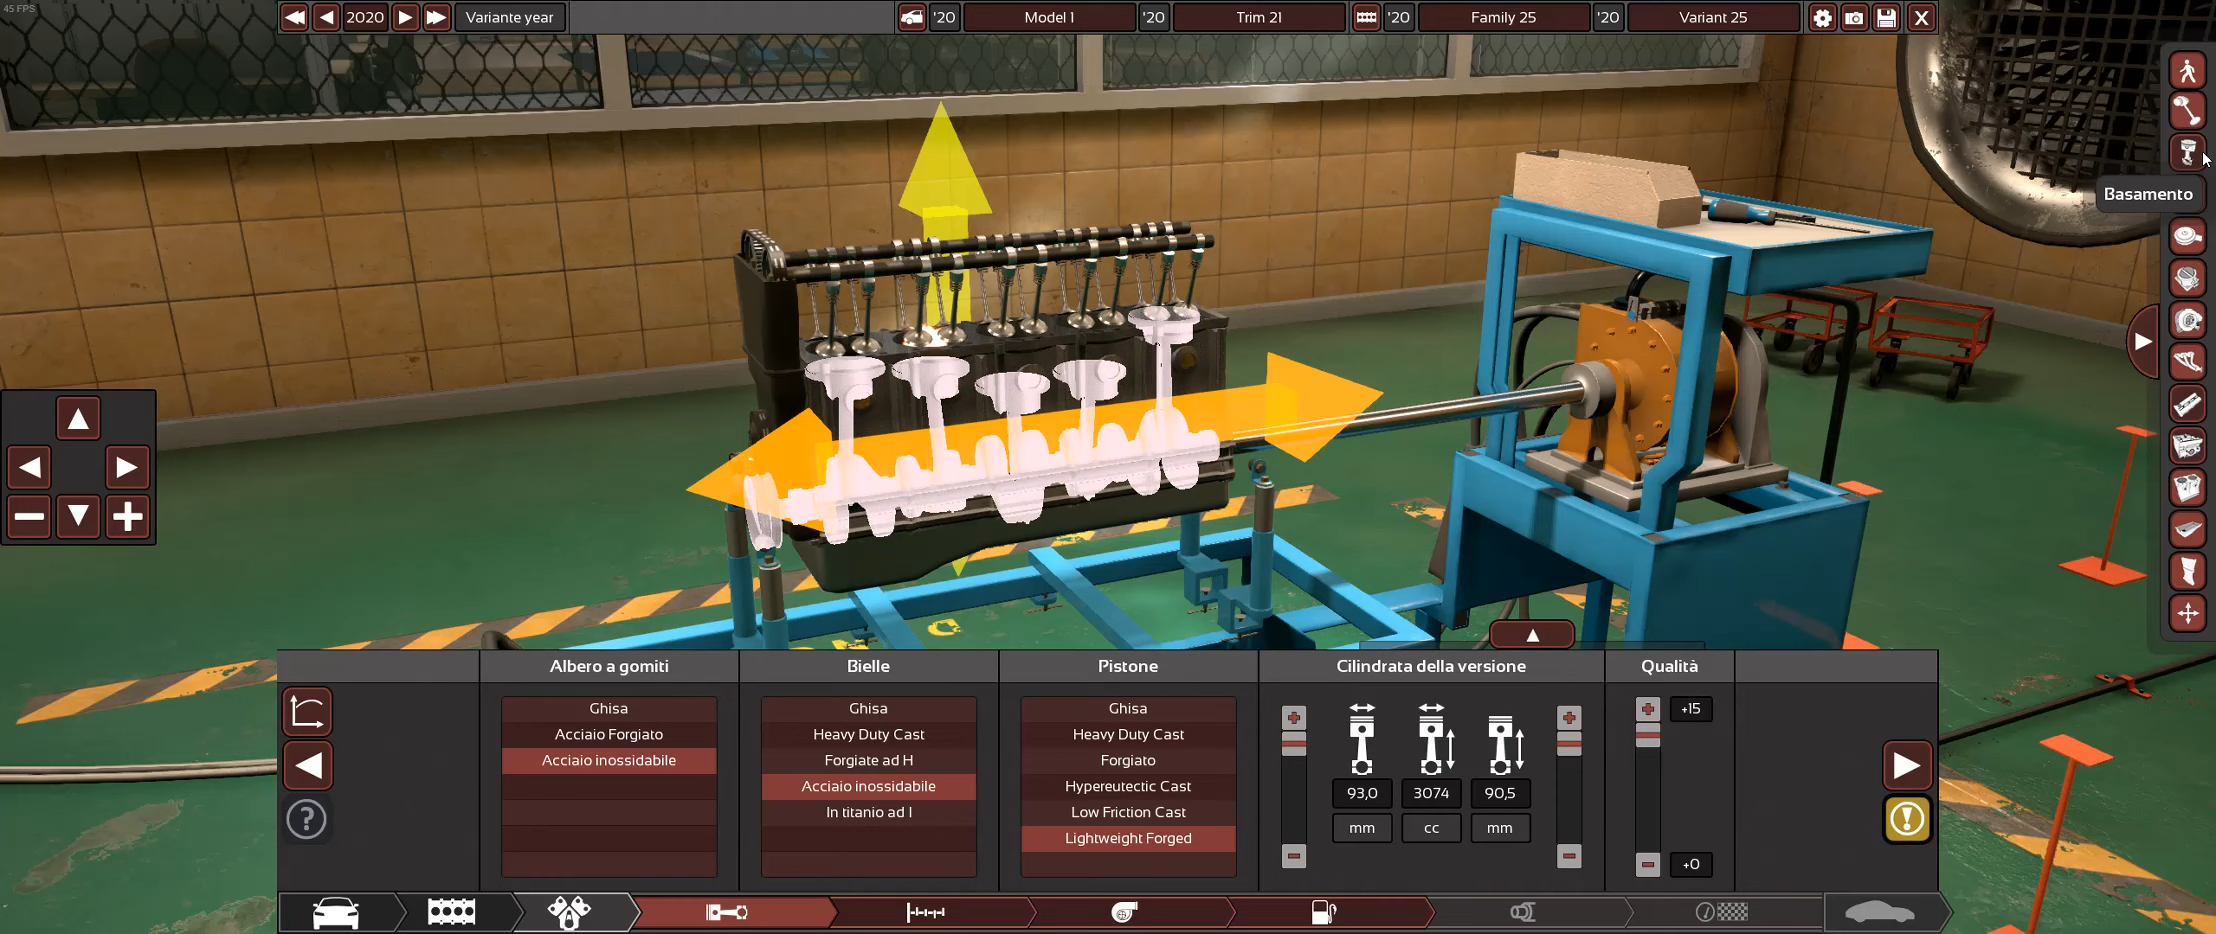 45 FPS
2020
Variante year
'20
Model 1
'20
Trim 21
'20
Family 25
'20
Variant 25
X
Basamento
Albero a gomiti
Bielle
Pistone
Cilindrata della versione
Qualità
Ghisa
Acciaio Forgiato
Acciaio inossidabile
Ghisa
Heavy Duty Cast
Forgiate ad H
Acciaio inossidabile
In titanio ad I
Ghisa
Heavy Duty Cast
Forgiato
Hypereutectic Cast
Low Friction Cast
Lightweight Forged
93,0
3074
90,5
mm
cc
mm
+15
+0
?